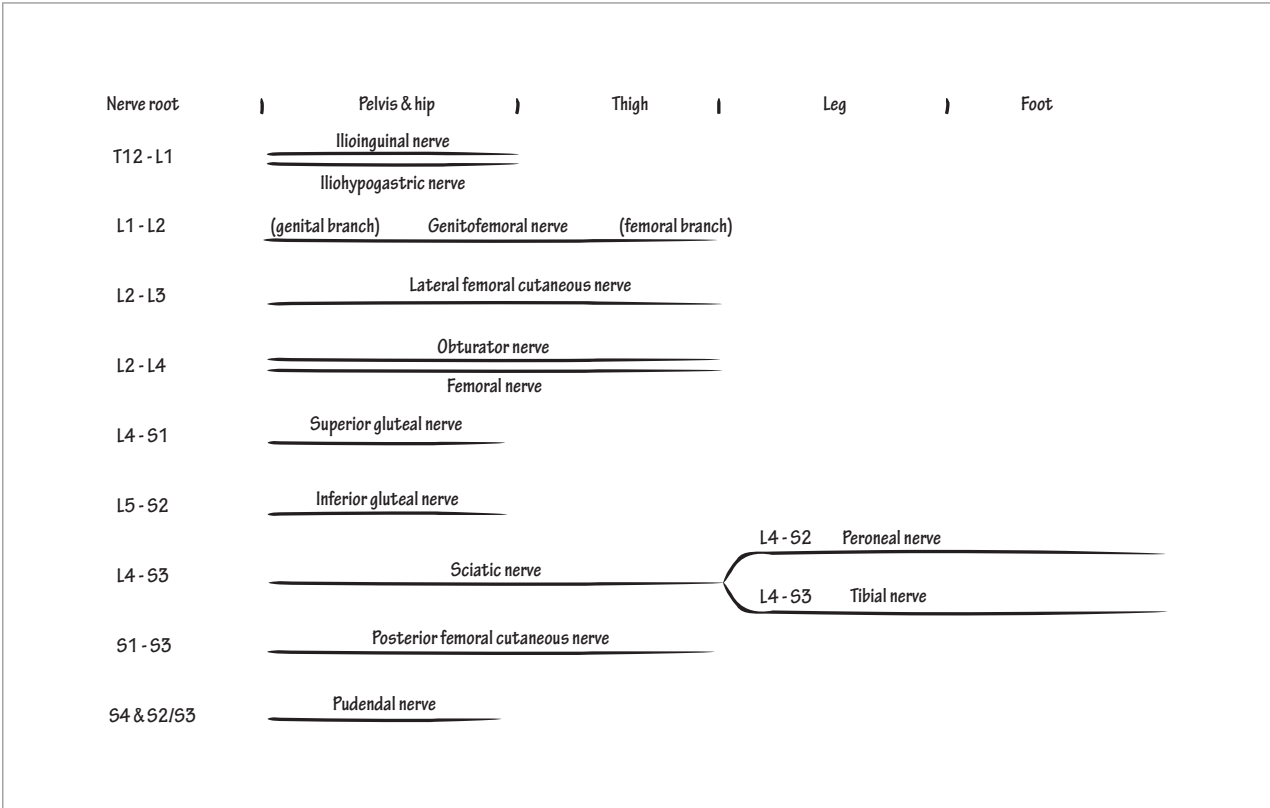 Nerve root Pelvis & hip Thigh Leg Foot
Ilioinguinal nerve
T12 - L1
Iliohypogastric nerve
L1 - L2 (genital branch) Genitofemoral nerve (femoral branch)
Lateral femoral cutaneous nerve
L2 - L3
Obturator nerve
L2 - L4
Femoral nerve
Superior gluteal nerve
L4 - S1
Inferior gluteal nerve
L5 - S2
L4 - S2 Peroneal nerve
Sciatic nerve
L4 - S3
L4 - S3 Tibial nerve
Posterior femoral cutaneous nerve
S1 - S3
Pudendal nerve
S4 & S2/S3